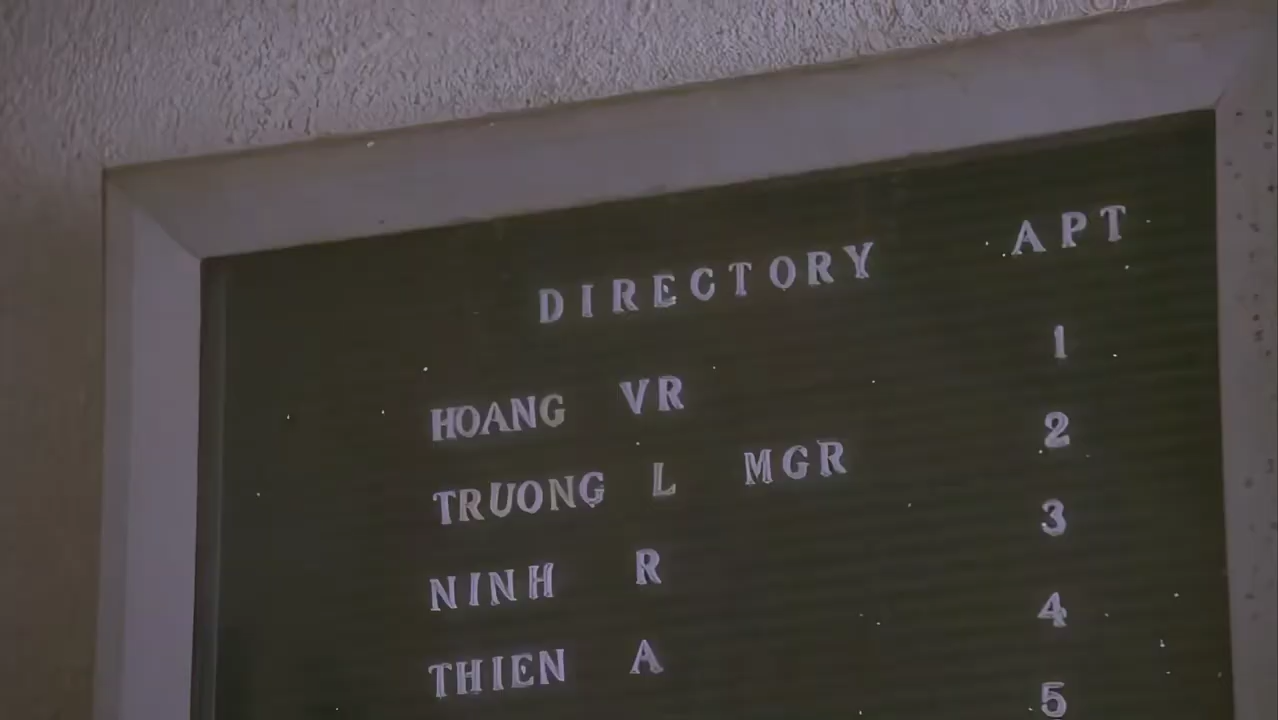 DIRECTORY APT
HOANG VR 1
TRUONG L MGR 2
NINH R 3
THIEN A 4
5